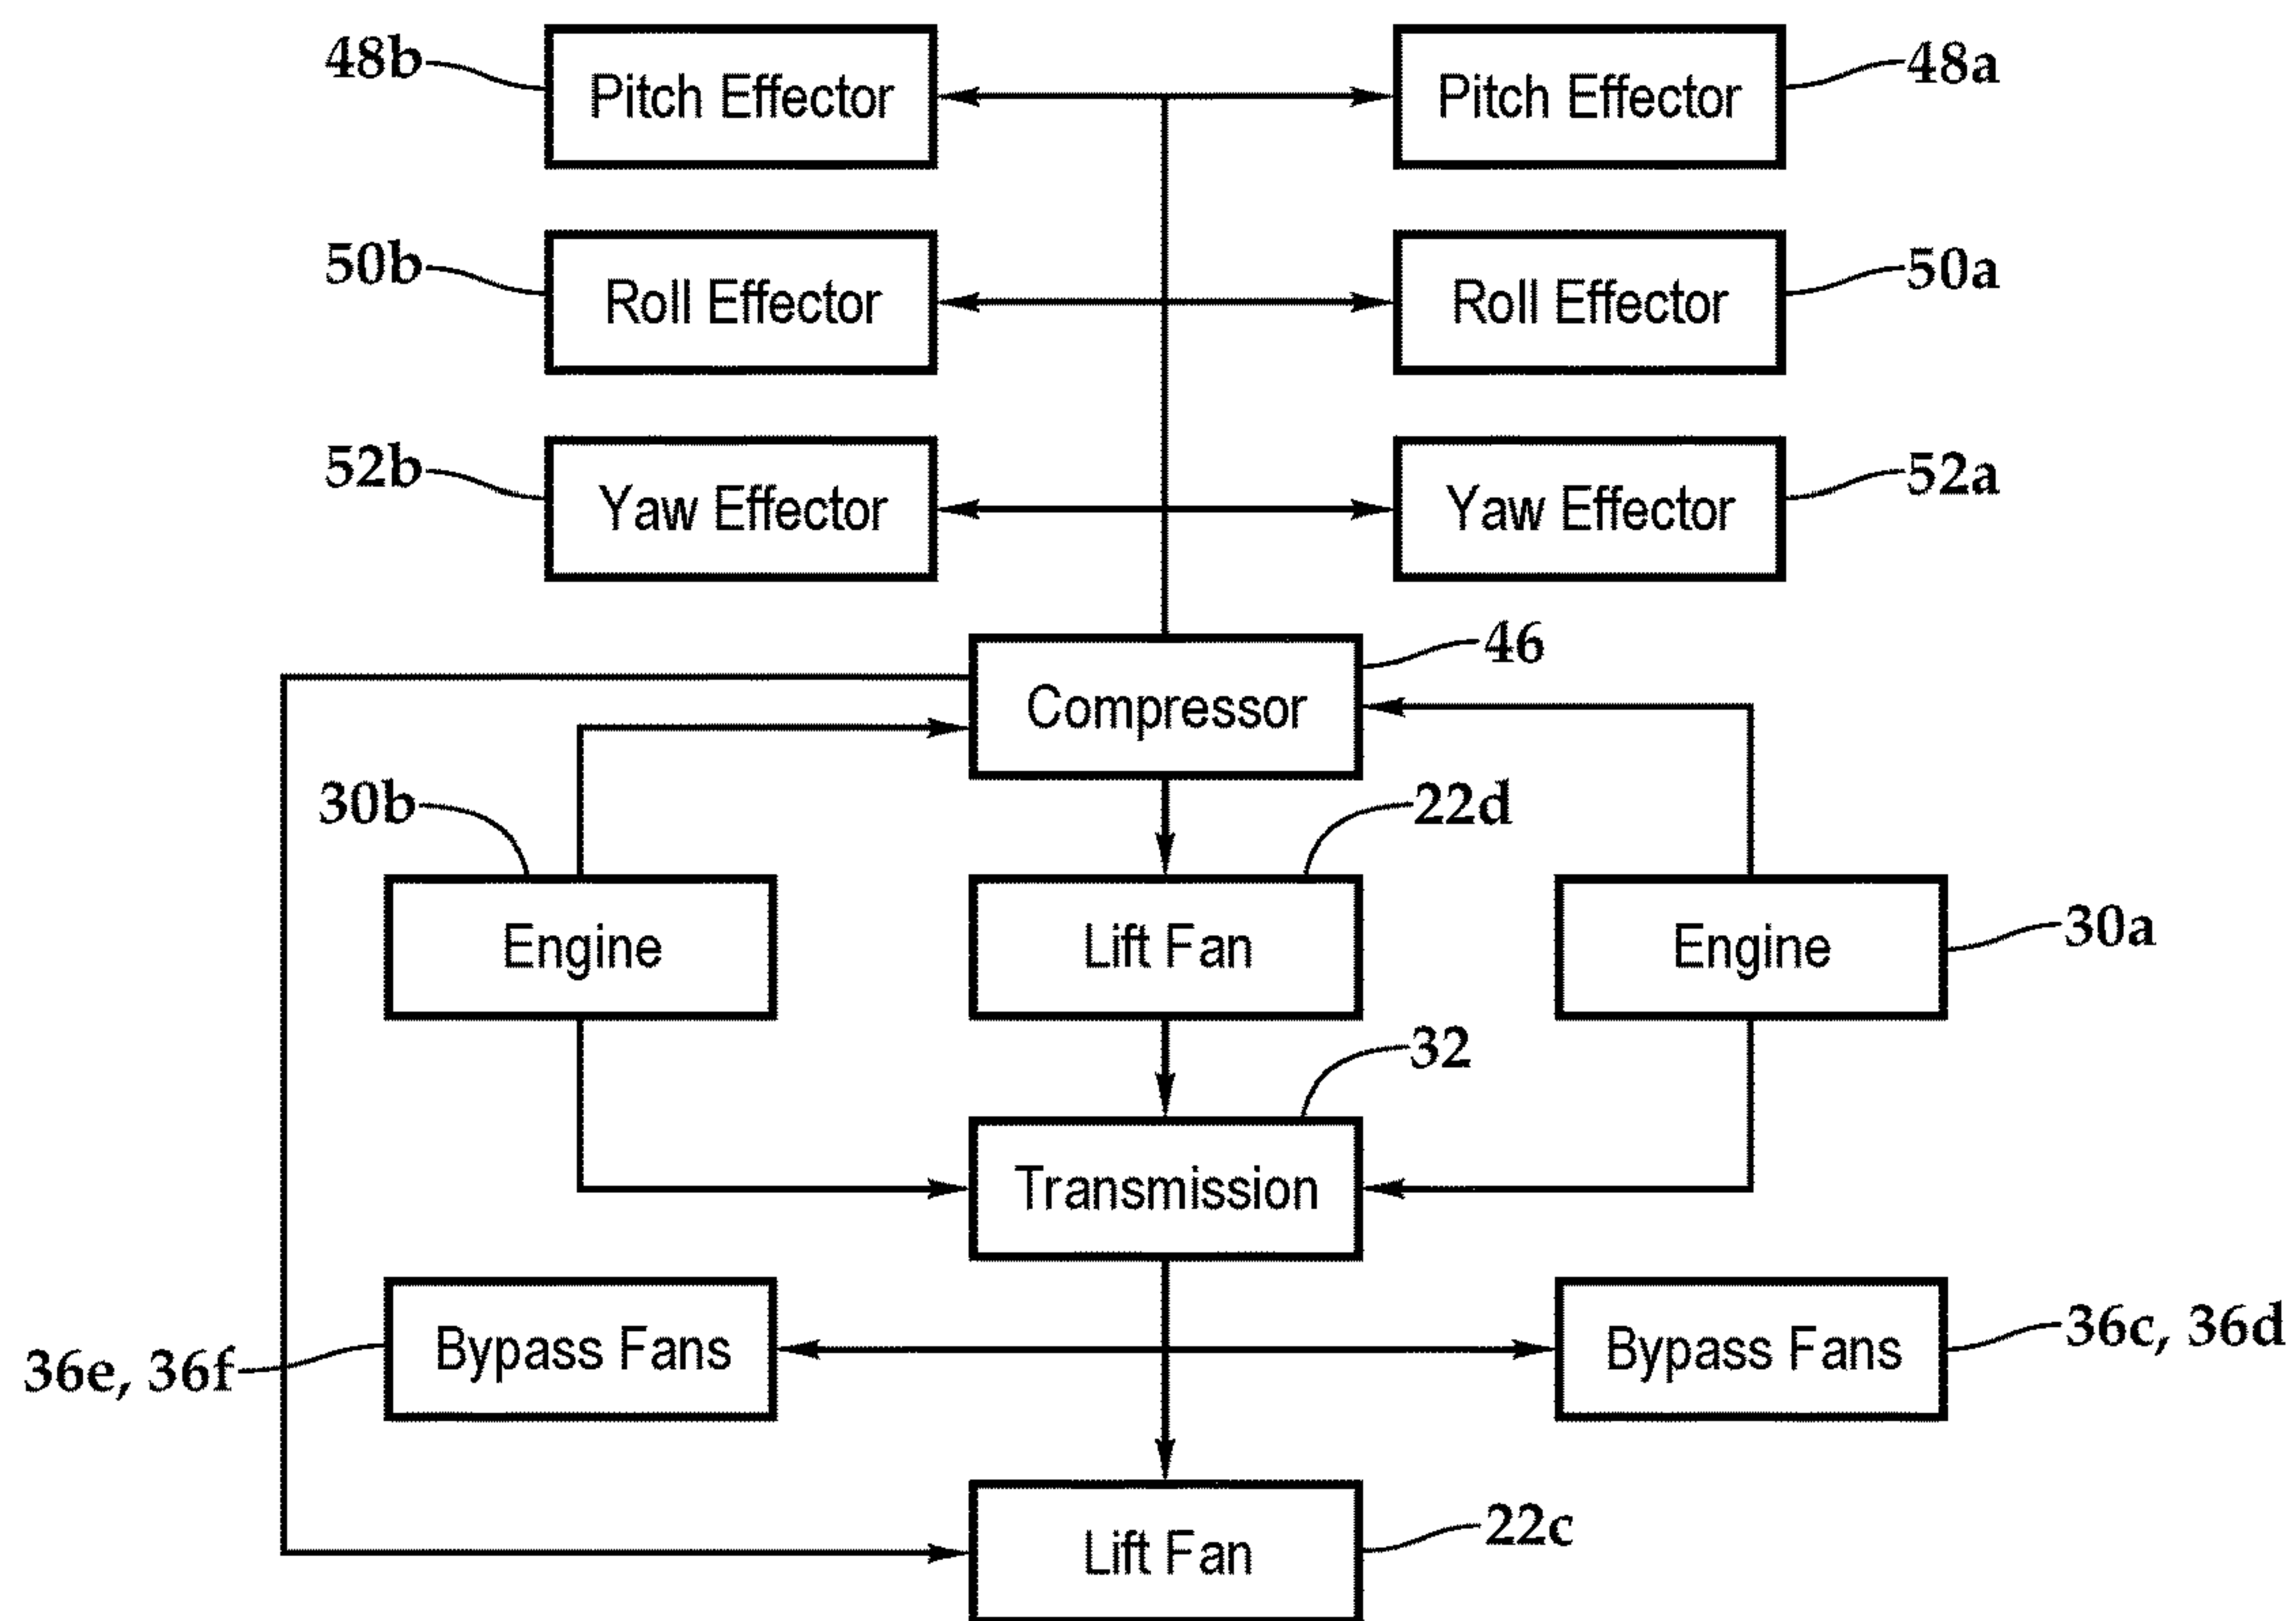 48b
Pitch Effector
Pitch Effector
48a
50b
Roll Effector
Roll Effector
50a
52b
Yaw Effector
Yaw Effector
52a
46
Compressor
30b
22d
Engine
Lift Fan
Engine
30a
32
Transmission
36e, 36f
Bypass Fans
Bypass Fans
36c, 36d
Lift Fan
22c